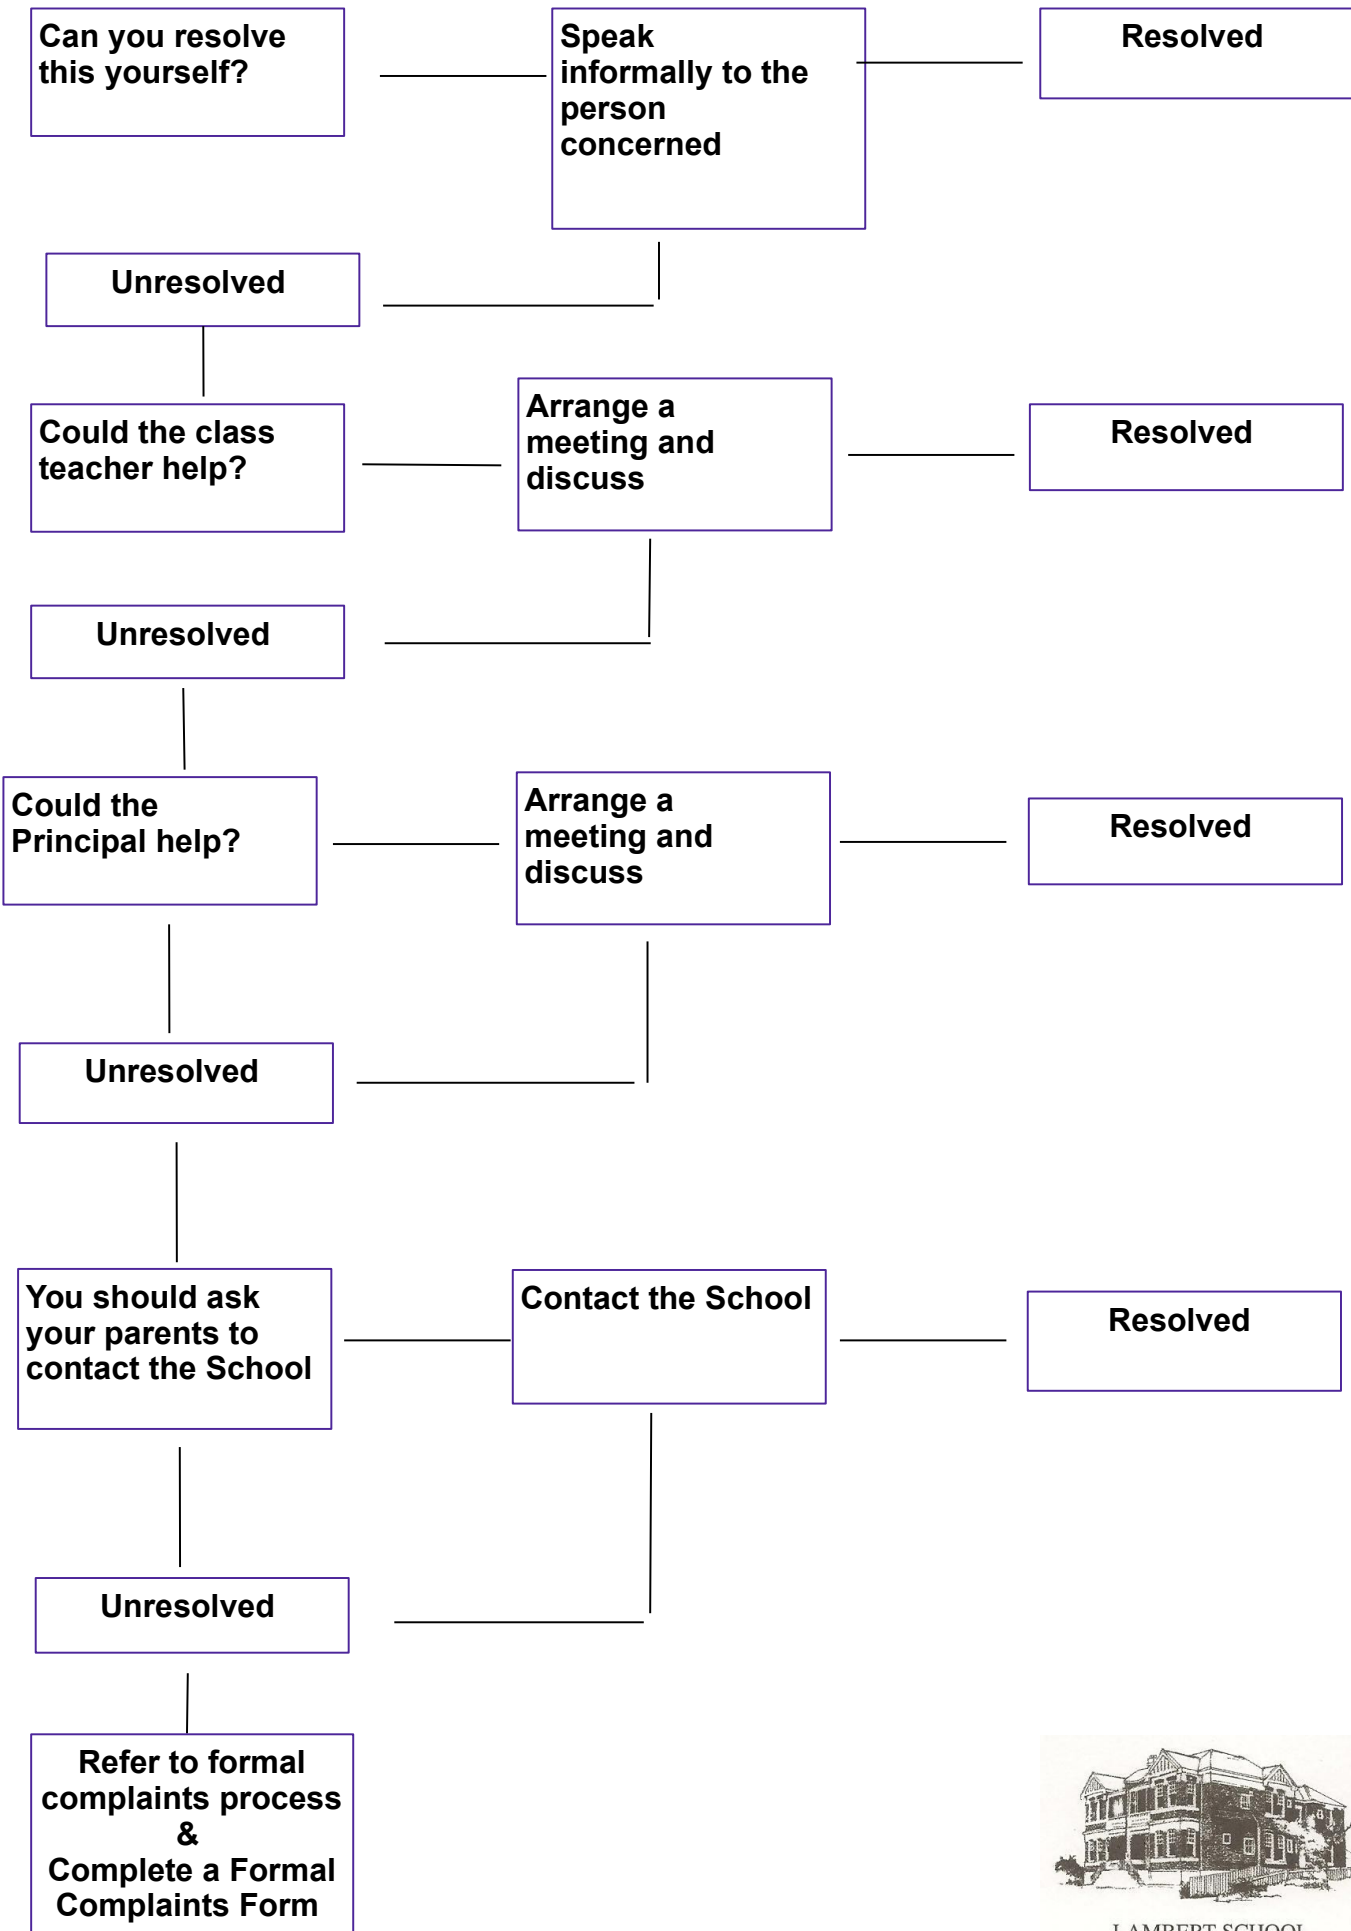 Can you resolve
this yourself?
Speak
informally to the
person
concerned
Resolved
Unresolved
Could the class
teacher help?
Arrange a
meeting and
discuss
Resolved
Unresolved
Could the
Principal help?
Arrange a
meeting and
discuss
Resolved
Unresolved
You should ask
your parents to
contact the School
Contact the School
Resolved
Unresolved
Refer to formal
complaints process
&
Complete a Formal
Complaints Form
LAMBERT SCHOOL